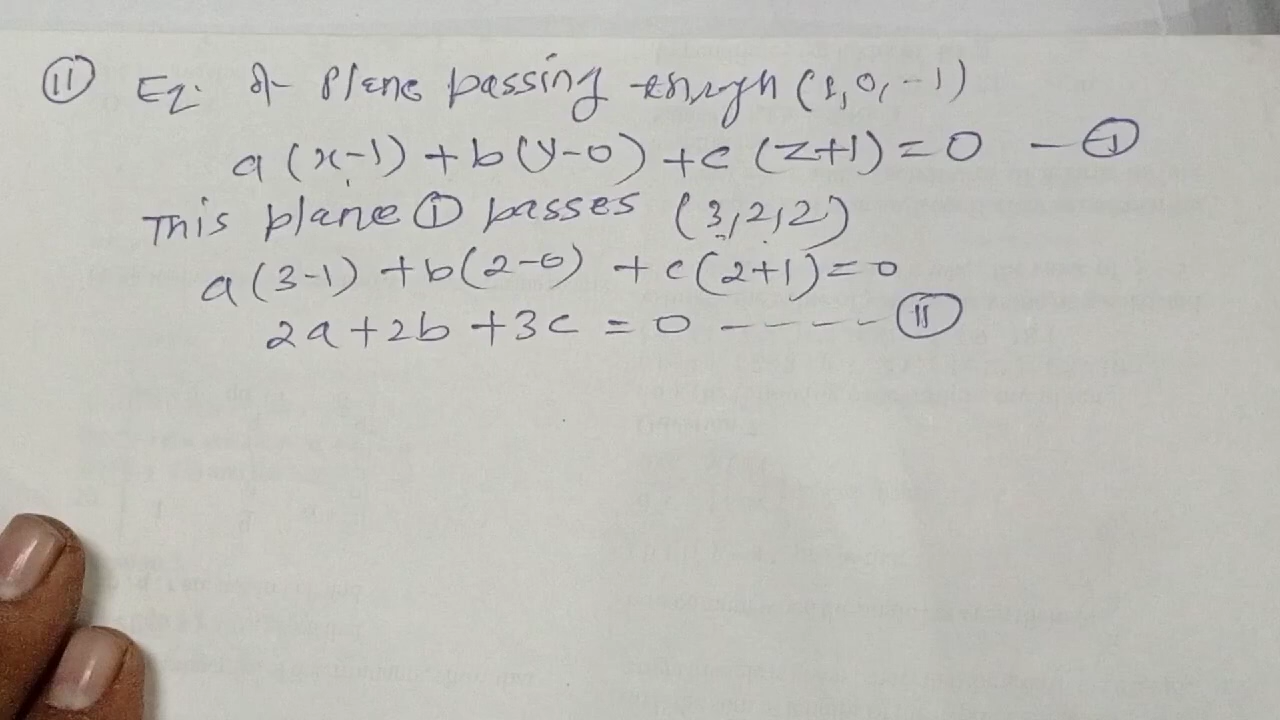 (11) Eq. of Plane passing through (1, 0, -1)
a (x-1) + b (y-0) + c (z+1) = 0 - (I)
This plane (I) passes (3, 2, 2)
a (3-1) + b (2-0) + c (2+1) = 0
2a + 2b + 3c = 0 ---- (II)